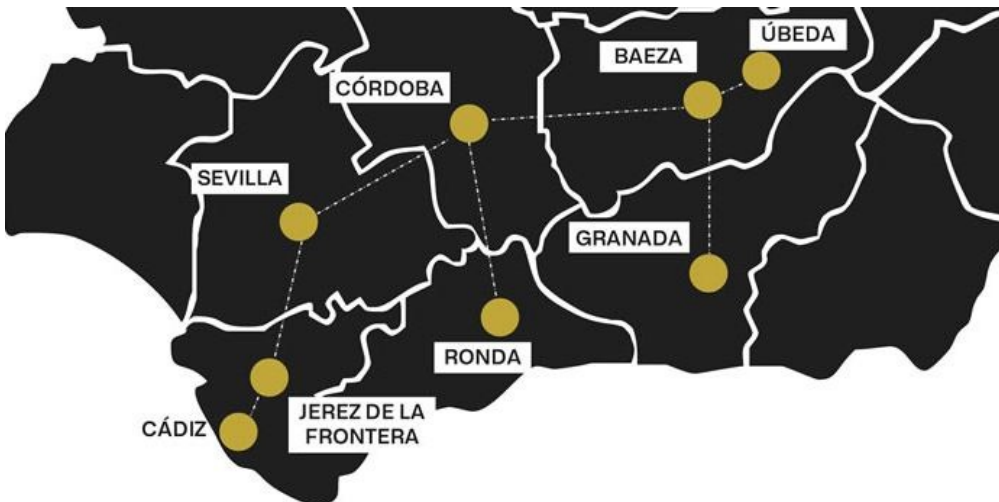 ÚBEDA
BAEZA
CÓRDOBA
SEVILLA
GRANADA
RONDA
JEREZ DE LA
FRONTERA
CÁDIZ